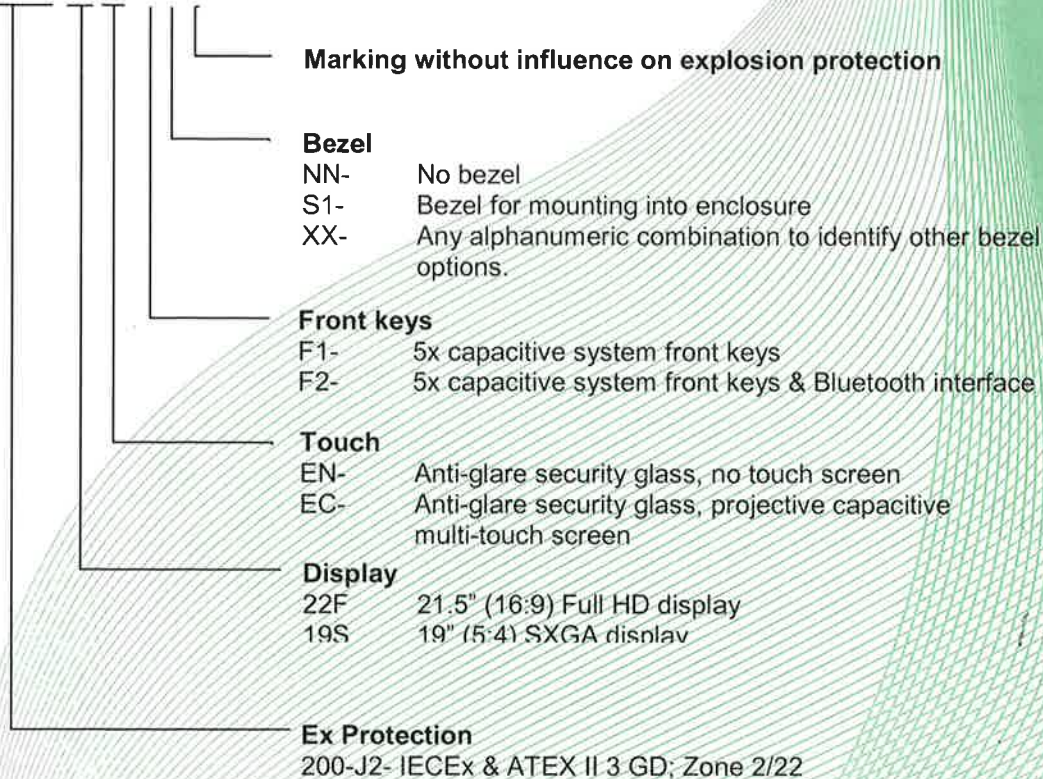 Marking without influence on explosion protection
Bezel
NN- No bezel
S1- Bezel for mounting into enclosure
XX- Any alphanumeric combination to identify other bezel
options.
Front keys
F1- 5x capacitive system front keys
F2- 5x capacitive system front keys & Bluetooth interface
Touch
EN- Anti-glare security glass, no touch screen
EC- Anti-glare security glass, projective capacitive
multi-touch screen
Display
22F 21.5" (16:9) Full HD display
19S 19" (5:4) SXGA display
Ex Protection
200-J2- IECEx & ATEX II 3 GD; Zone 2/22